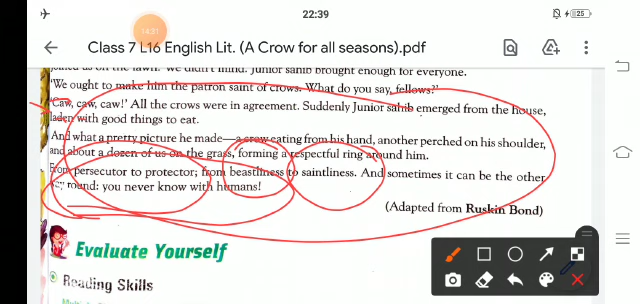 22:39
25
14:31
Class 7 L16 English Lit. (A Crow for all seasons).pdf
joined us on the lawn. We didn't mind. Junior sahib brought enough for everyone.
'We ought to make him the patron saint of crows. What do you say, fellows?'
'Caw, caw, caw!' All the crows were in agreement. Suddenly Junior sahib emerged from the house,
laden with good things to eat.
And what a pretty picture he made—a crow eating from his hand, another perched on his shoulder,
and about a dozen of us on the grass, forming a respectful ring around him.
From persecutor to protector; from beastliness to saintliness. And sometimes it can be the other
way round: you never know with humans!
(Adapted from Ruskin Bond)
Evaluate Yourself
Reading Skills